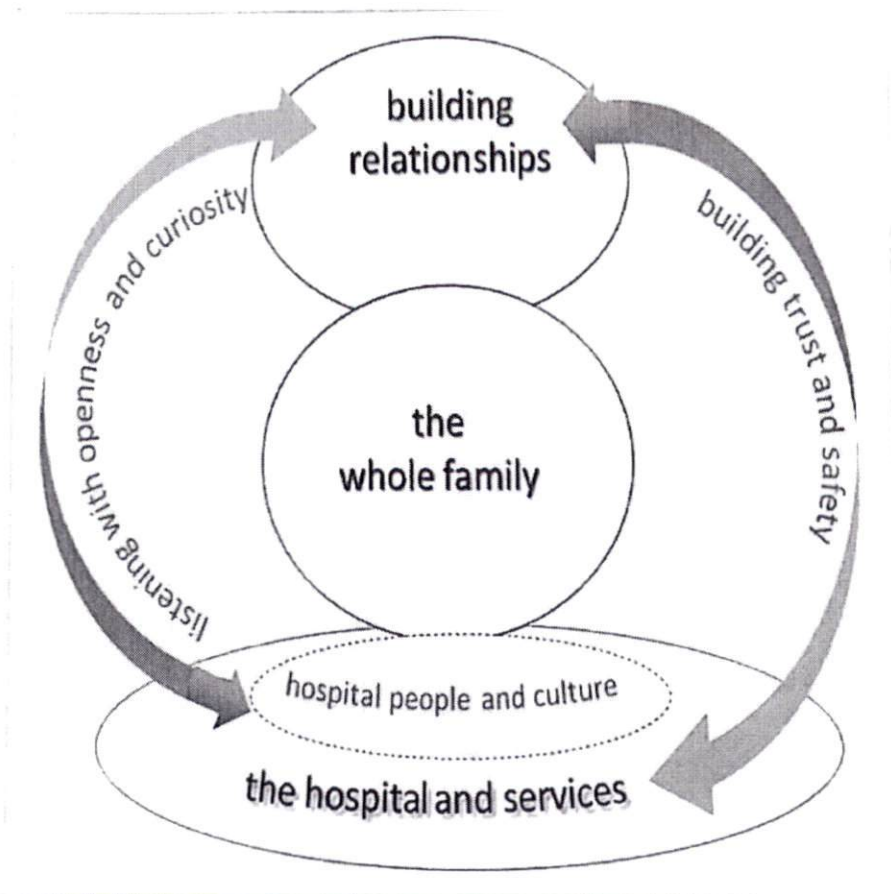 building
relationships
listening with openness and curiosity
building trust and safety
the
whole family
hospital people and culture
the hospital and services